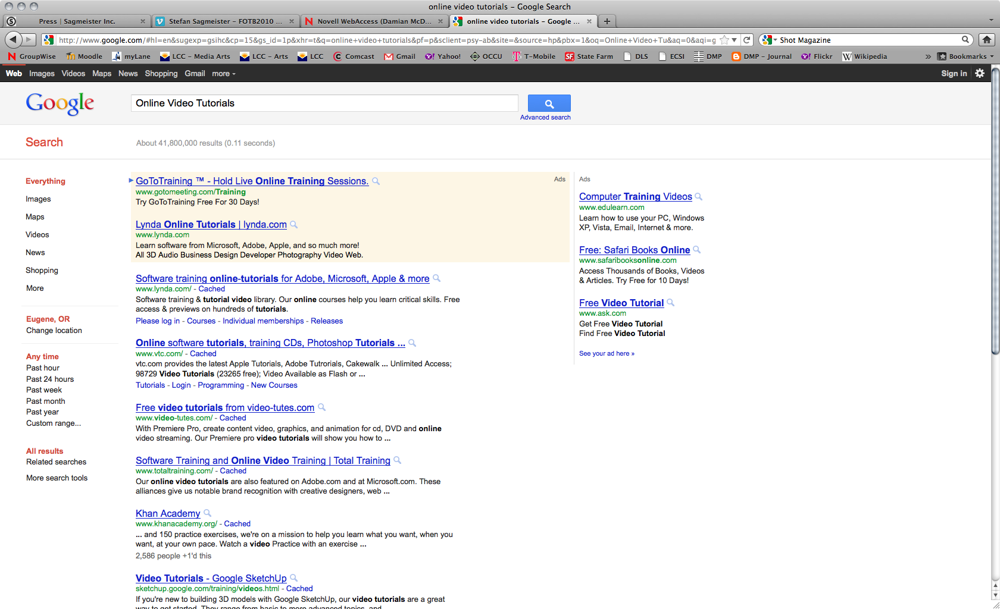 online video tutorials - Google Search
Press | Sagmeister Inc.
Stefan Sagmeister - FOTB2010 ...
Novell WebAccess (Damian McD...
online video tutorials - Google ...
http://www.google.com/#hl=en&sugexp=gsihc&cp=15&gs_id=1p&xhr=t&q=online+video+tutorials&pf=p&sclient=psy-ab&site=&source=hp&pbx=1&oq=Online+Video+Tu&aq=0&aqi=g
Shot Magazine
GroupWise Moodle myLane LCC - Media Arts LCC - Arts LCC Comcast Gmail Yahoo! OCCU T-Mobile State Farm DLS ECSI DMP DMP - Journal Flickr Wikipedia » Bookmarks
Web Images Videos Maps News Shopping Gmail more
Sign in
Google
Online Video Tutorials
Advanced search
Search
About 41,800,000 results (0.11 seconds)
Everything
Images
Maps
Videos
News
Shopping
More
Eugene, OR
Change location
Any time
Past hour
Past 24 hours
Past week
Past month
Past year
Custom range...
All results
Related searches
More search tools
Ads
GoToTraining ™ - Hold Live Online Training Sessions.
www.gotomeeting.com/Training
Try GoToTraining Free For 30 Days!
Lynda Online Tutorials | lynda.com
www.lynda.com
Learn software from Microsoft, Adobe, Apple, and so much more!
All 3D Audio Business Design Developer Photography Video Web.
Software training online-tutorials for Adobe, Microsoft, Apple & more
www.lynda.com/ - Cached
Software training & tutorial video library. Our online courses help you learn critical skills. Free
access & previews on hundreds of tutorials.
Please log in - Courses - Individual memberships - Releases
Online software tutorials, training CDs, Photoshop Tutorials ...
www.vtc.com/ - Cached
vtc.com provides the latest Apple Tutorials, Adobe Tutrorials, Cakewalk ... Unlimited Access;
98729 Video Tutorials (23265 free); Video Available as Flash or ...
Tutorials - Login - Programming - New Courses
Free video tutorials from video-tutes.com
www.video-tutes.com/ - Cached
With Premiere Pro, create content video, graphics, and animation for cd, DVD and online
video streaming. Our Premiere pro video tutorials will show you how to ...
Software Training and Online Video Training | Total Training
www.totaltraining.com/ - Cached
Our online video tutorials are also featured on Adobe.com and at Microsoft.com. These
alliances give us notable brand recognition with creative designers, web ...
Khan Academy
www.khanacademy.org/ - Cached
... and 150 practice exercises, we're on a mission to help you learn what you want, when you
want, at your own pace. Watch a video Practice with an exercise ...
2,586 people +1'd this
Video Tutorials - Google SketchUp
sketchup.google.com/training/videos.html - Cached
If you're new to building 3D models with Google SketchUp, our video tutorials are a great
way to get started. They range from basic to more advanced topics, and
Ads
Computer Training Videos
www.edulearn.com
Learn how to use your PC, Windows
XP, Vista, Email, Internet & more.
Free: Safari Books Online
www.safaribooksonline.com
Access Thousands of Books, Videos
& Articles. Try Free for 10 Days!
Free Video Tutorial
www.ask.com
Get Free Video Tutorial
Find Free Video Tutorial
See your ad here »